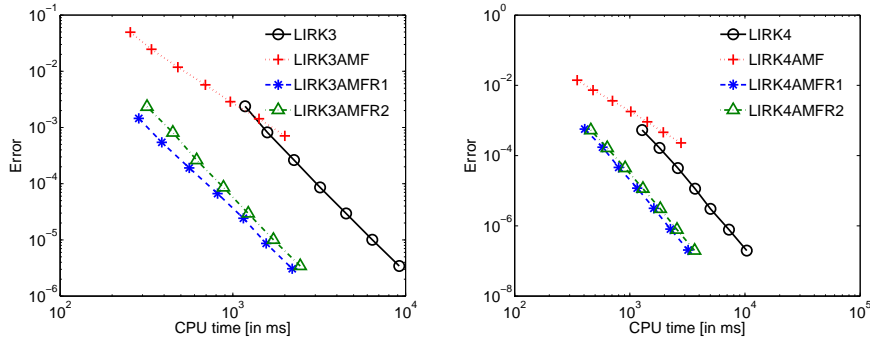 10^0
10^-1
10^-2
10^-3
10^-4
10^-5
10^-6
10^2
10^3
10^4
Error
CPU time [in ms]
LIRK3
LIRK3AMF
LIRK3AMFR1
LIRK3AMFR2
10^0
10^-2
10^-4
10^-6
10^-8
10^2
10^3
10^4
10^5
Error
CPU time [in ms]
LIRK4
LIRK4AMF
LIRK4AMFR1
LIRK4AMFR2